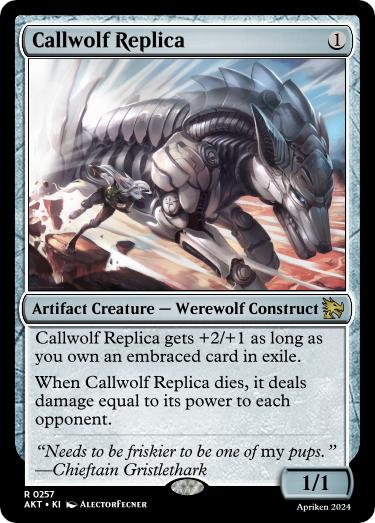 Callwolf Replica 1
Artifact Creature — Werewolf Construct
Callwolf Replica gets +2/+1 as long as
you own an embraced card in exile.
When Callwolf Replica dies, it deals
damage equal to its power to each
opponent.
“Needs to be friskier to be one of my pups.”
—Chieftain Gristlethark
1/1
R 0257
AKT • KI AlectorFecner
Apriken 2024